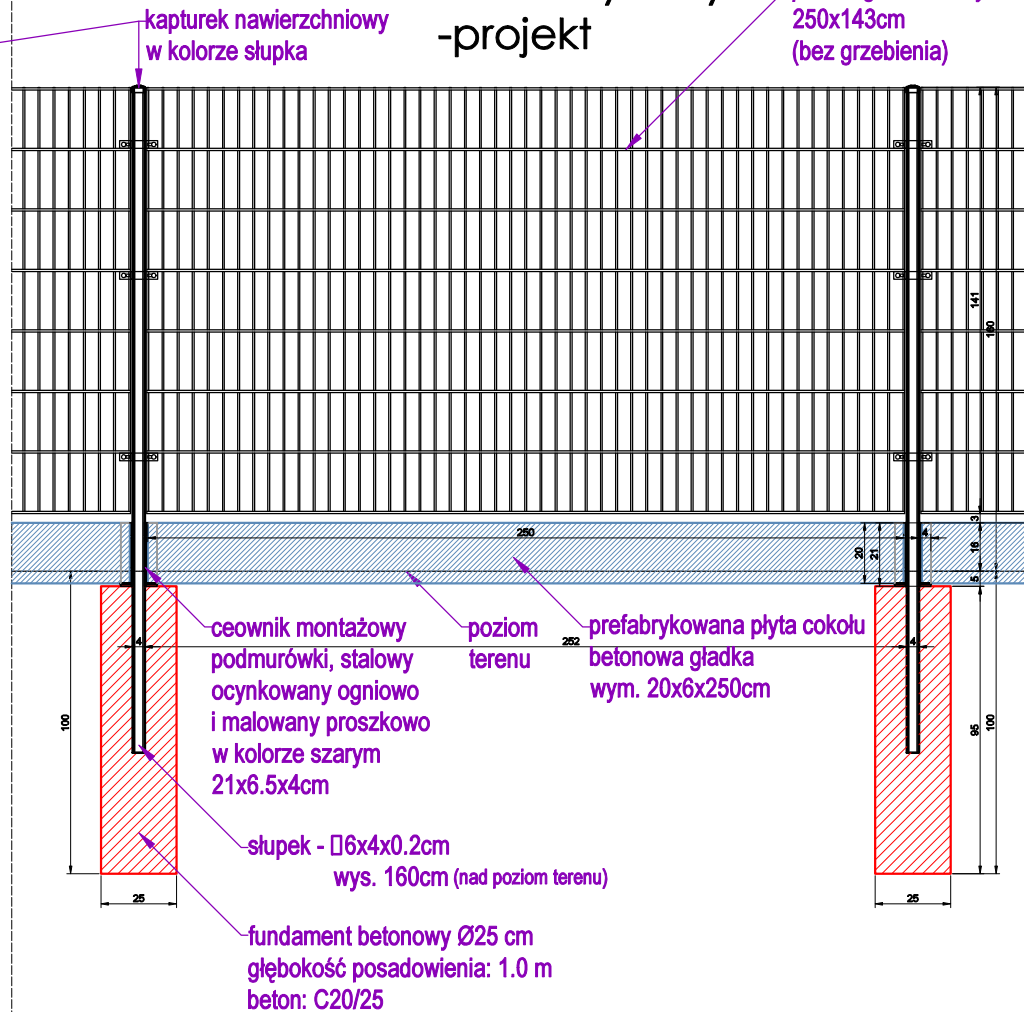 kapturek nawierzchniowy
w kolorze słupka
-projekt
250x143cm
(bez grzebienia)
141
160
3
250
4
20
21
16
5
ceownik montażowy
podmurówki, stalowy
ocynkowany ogniowo
i malowany proszkowo
w kolorze szarym
21x6.5x4cm
poziom
terenu
prefabrykowana płyta cokołu
betonowa gładka
wym. 20x6x250cm
4
252
4
100
95
100
słupek - ▯6x4x0.2cm
wys. 160cm (nad poziom terenu)
25
25
fundament betonowy Ø25 cm
głębokość posadowienia: 1.0 m
beton: C20/25